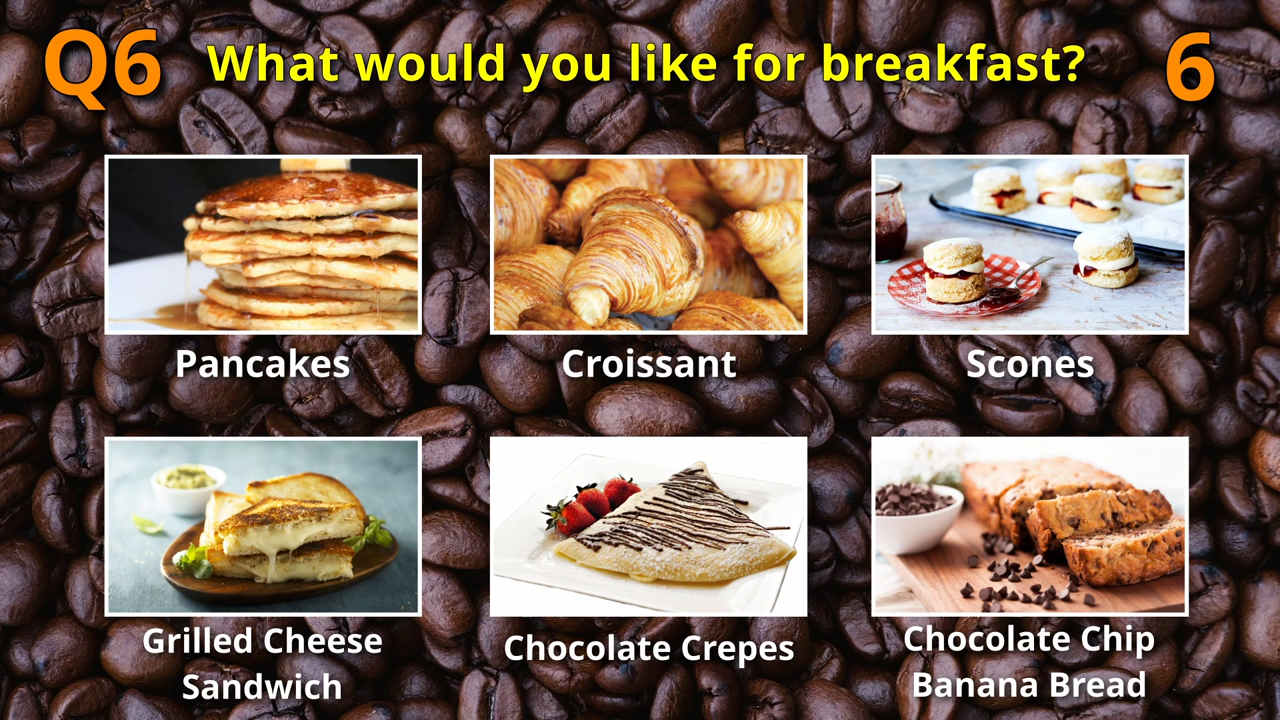 Q6 What would you like for breakfast? 6
Pancakes Croissant Scones
Grilled Cheese
Sandwich
Chocolate Crepes
Chocolate Chip
Banana Bread